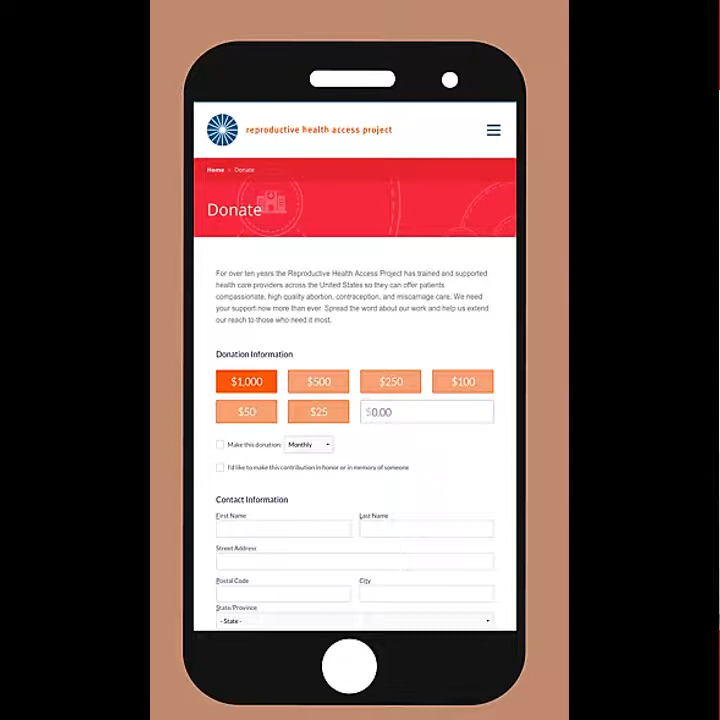 reproductive health access project
Home » Donate
Donate
For over ten years the Reproductive Health Access Project has trained and supported
health care providers across the United States so they can offer patients
compassionate, high quality abortion, contraception, and miscarriage care. We need
your support now more than ever. Spread the word about our work and help us extend
our reach to those who need it most.
Donation Information
$1,000 $500 $250 $100
$50 $25 $0.00
Make this donation: Monthly
I'd like to make this contribution in honor or in memory of someone
Contact Information
First Name Last Name
Street Address
Postal Code City
State/Province
- State -